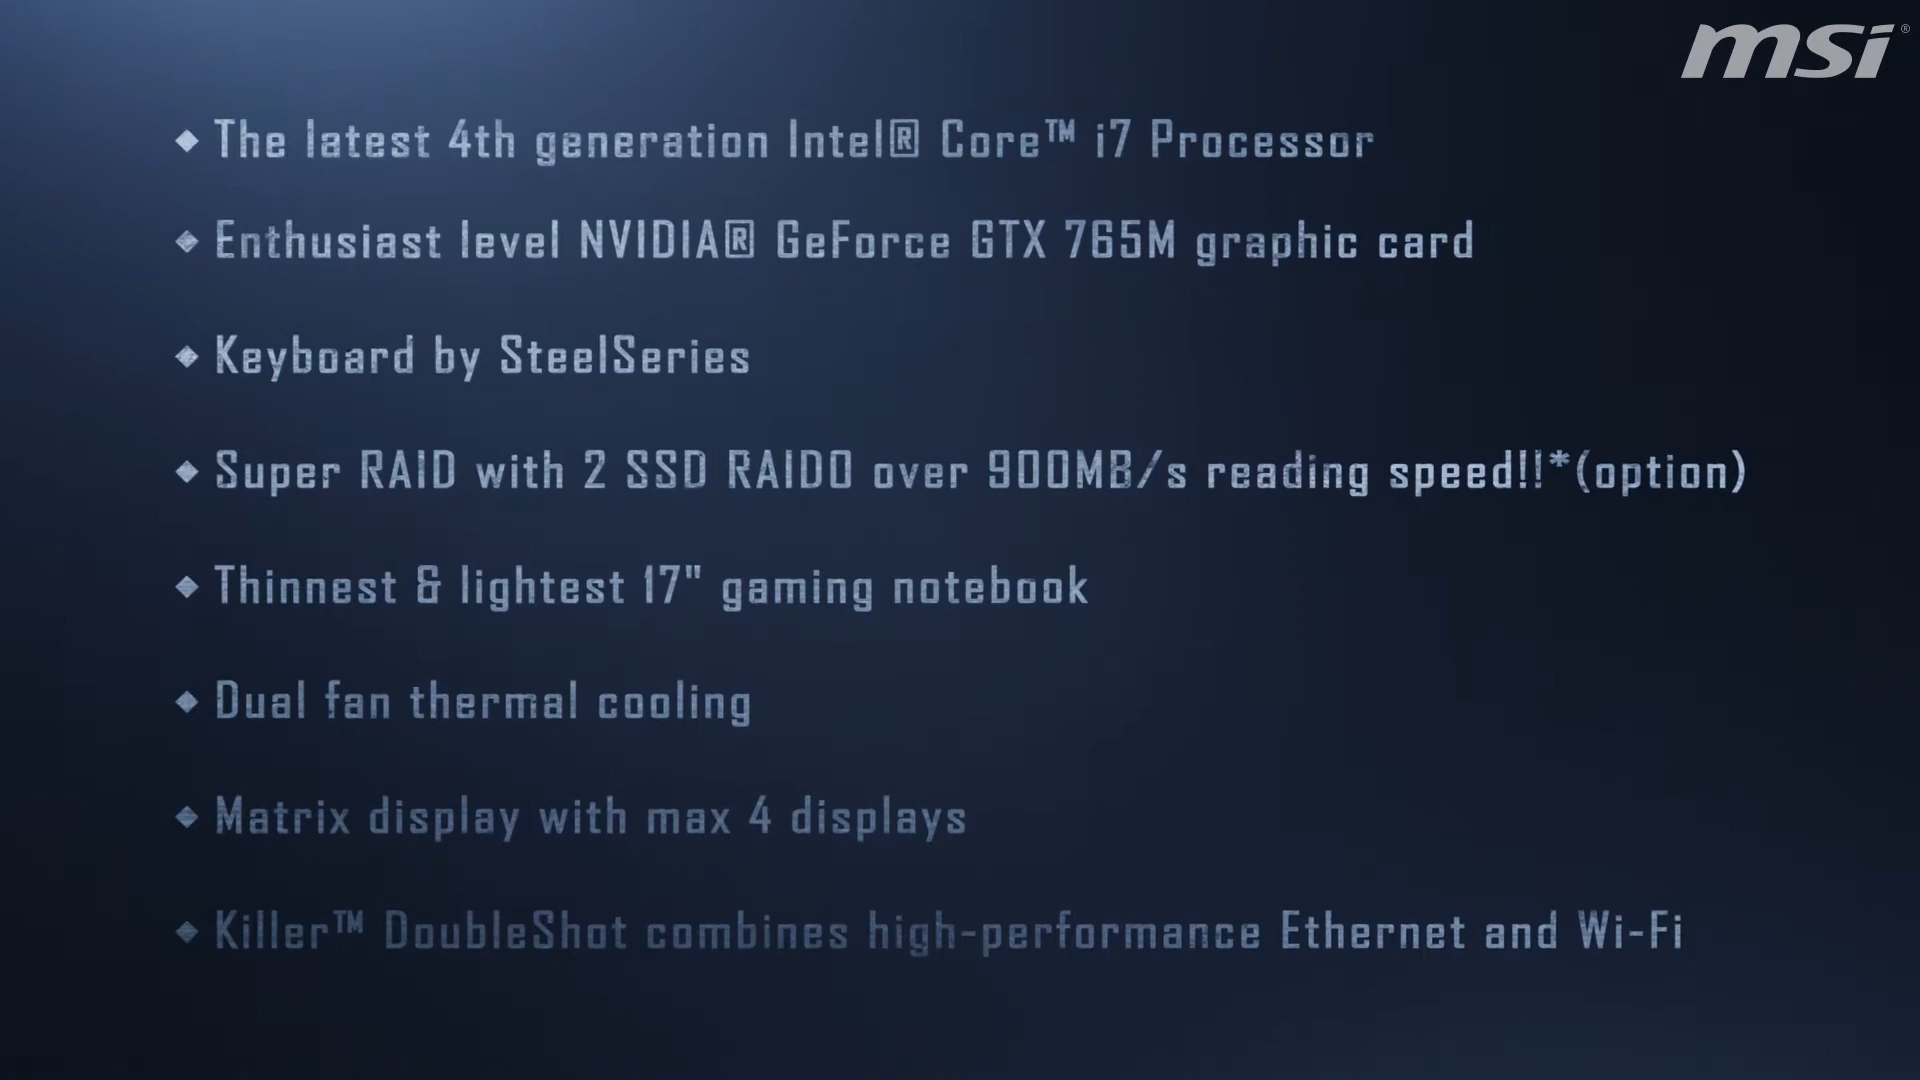 msi®
◆ The latest 4th generation Intel® Core™ i7 Processor
◆ Enthusiast level NVIDIA® GeForce GTX 765M graphic card
◆ Keyboard by SteelSeries
◆ Super RAID with 2 SSD RAID0 over 900MB/s reading speed!!*(option)
◆ Thinnest & lightest 17" gaming notebook
◆ Dual fan thermal cooling
◆ Matrix display with max 4 displays
◆ Killer™ DoubleShot combines high-performance Ethernet and Wi-Fi